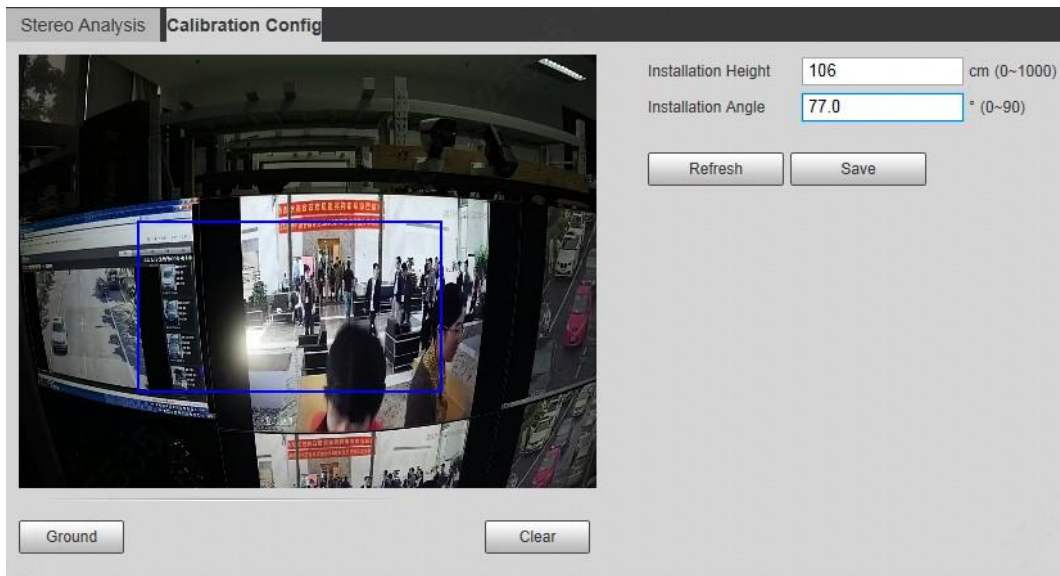 Stereo Analysis
Calibration Config
Installation Height 106 cm (0~1000)
Installation Angle 77.0 ° (0~90)
Refresh Save
Ground Clear